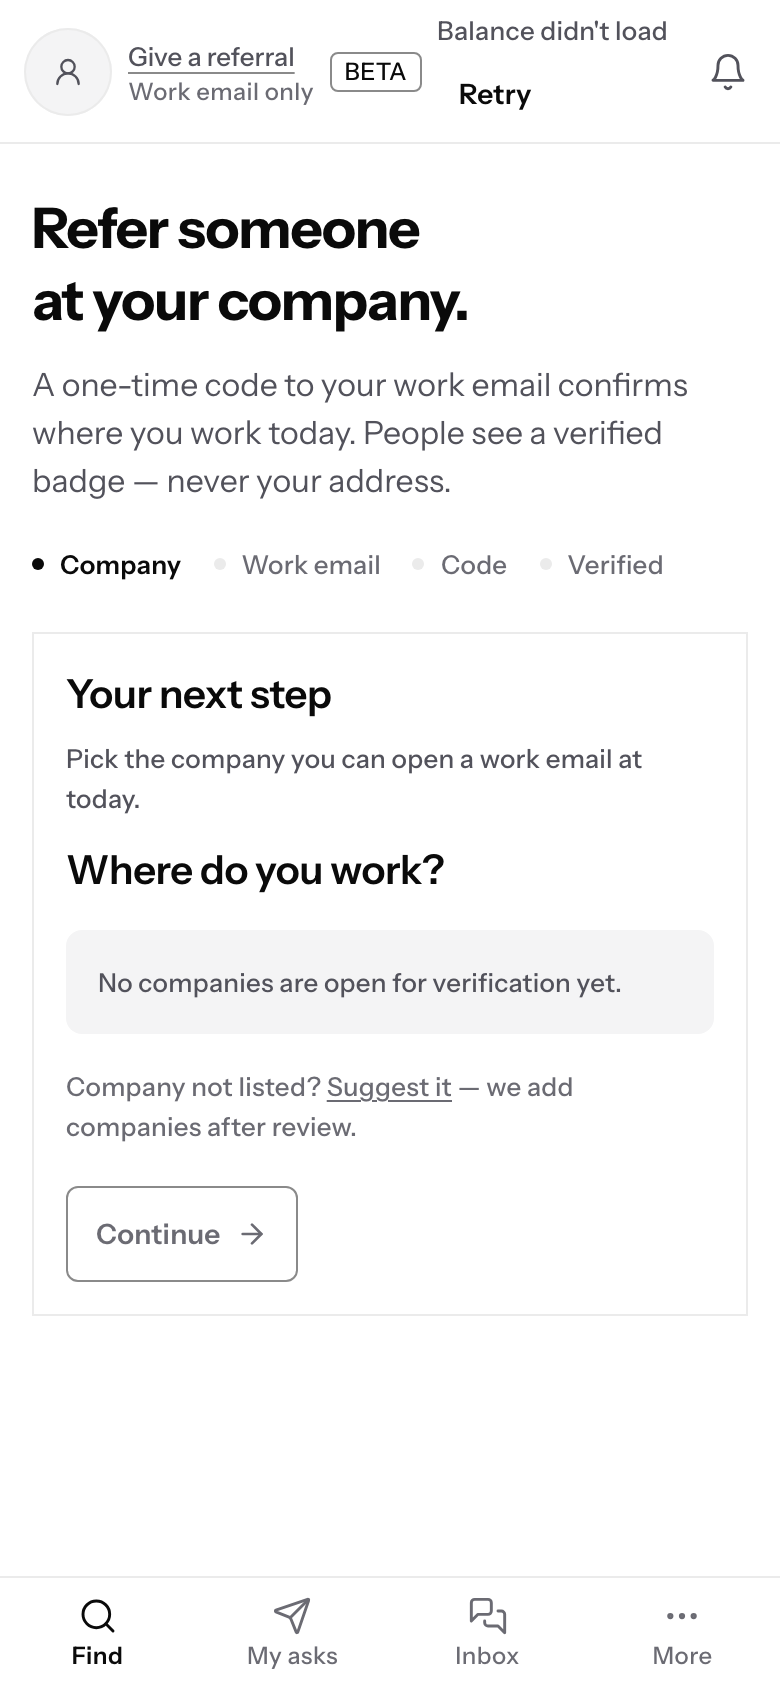 Give a referral
Work email only
BETA
Balance didn't load
Retry
Refer someone
at your company.
A one-time code to your work email confirms
where you work today. People see a verified
badge — never your address.
Company
Work email
Code
Verified
Your next step
Pick the company you can open a work email at
today.
Where do you work?
No companies are open for verification yet.
Company not listed? Suggest it — we add
companies after review.
Continue →
Find
My asks
Inbox
More